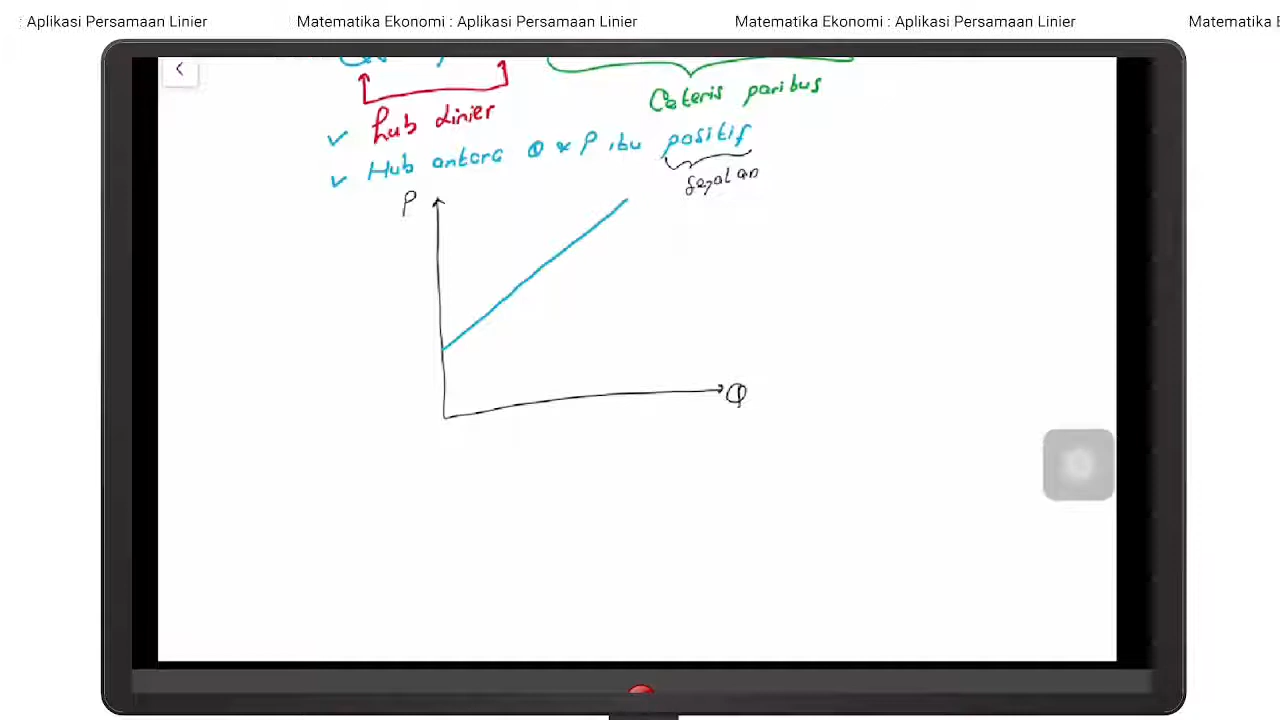 : Aplikasi Persamaan Linier Matematika Ekonomi : Aplikasi Persamaan Linier Matematika Ekonomi : Aplikasi Persamaan Linier Matematika
Ceteris paribus
hub Linier
Hub antara Q & P itu positif
Sejalan
P
Q